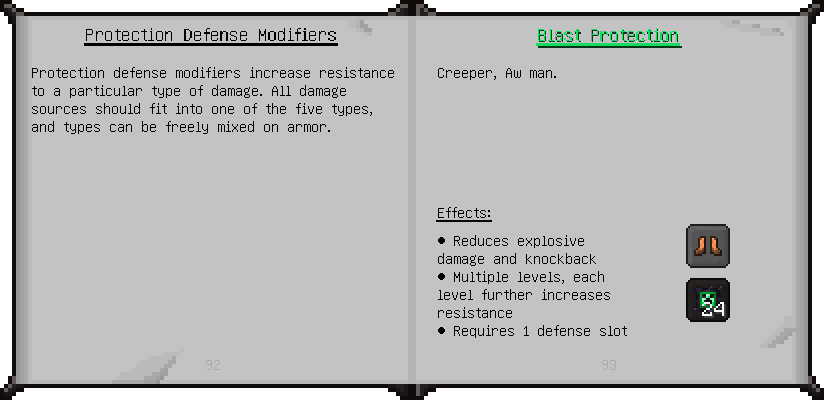 Protection Defense Modifiers
Protection defense modifiers increase resistance
to a particular type of damage. All damage
sources should fit into one of the five types,
and types can be freely mixed on armor.
92
Blast Protection
Creeper, Aw man.
Effects:
• Reduces explosive
damage and knockback
• Multiple levels, each
level further increases
resistance
• Requires 1 defense slot
24
93